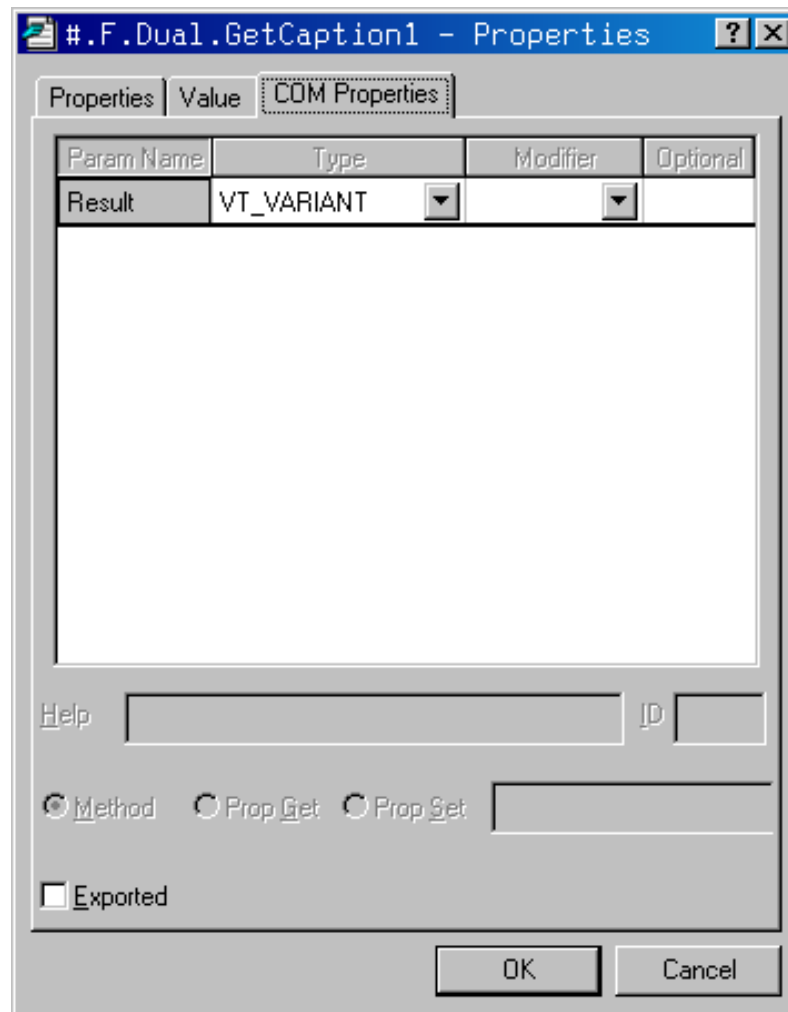 #.F.Dual.GetCaption1 - Properties
Properties Value COM Properties
Param Name Type Modifier Optional
Result VT_VARIANT
Help ID
Method Prop Get Prop Set
Exported
OK Cancel